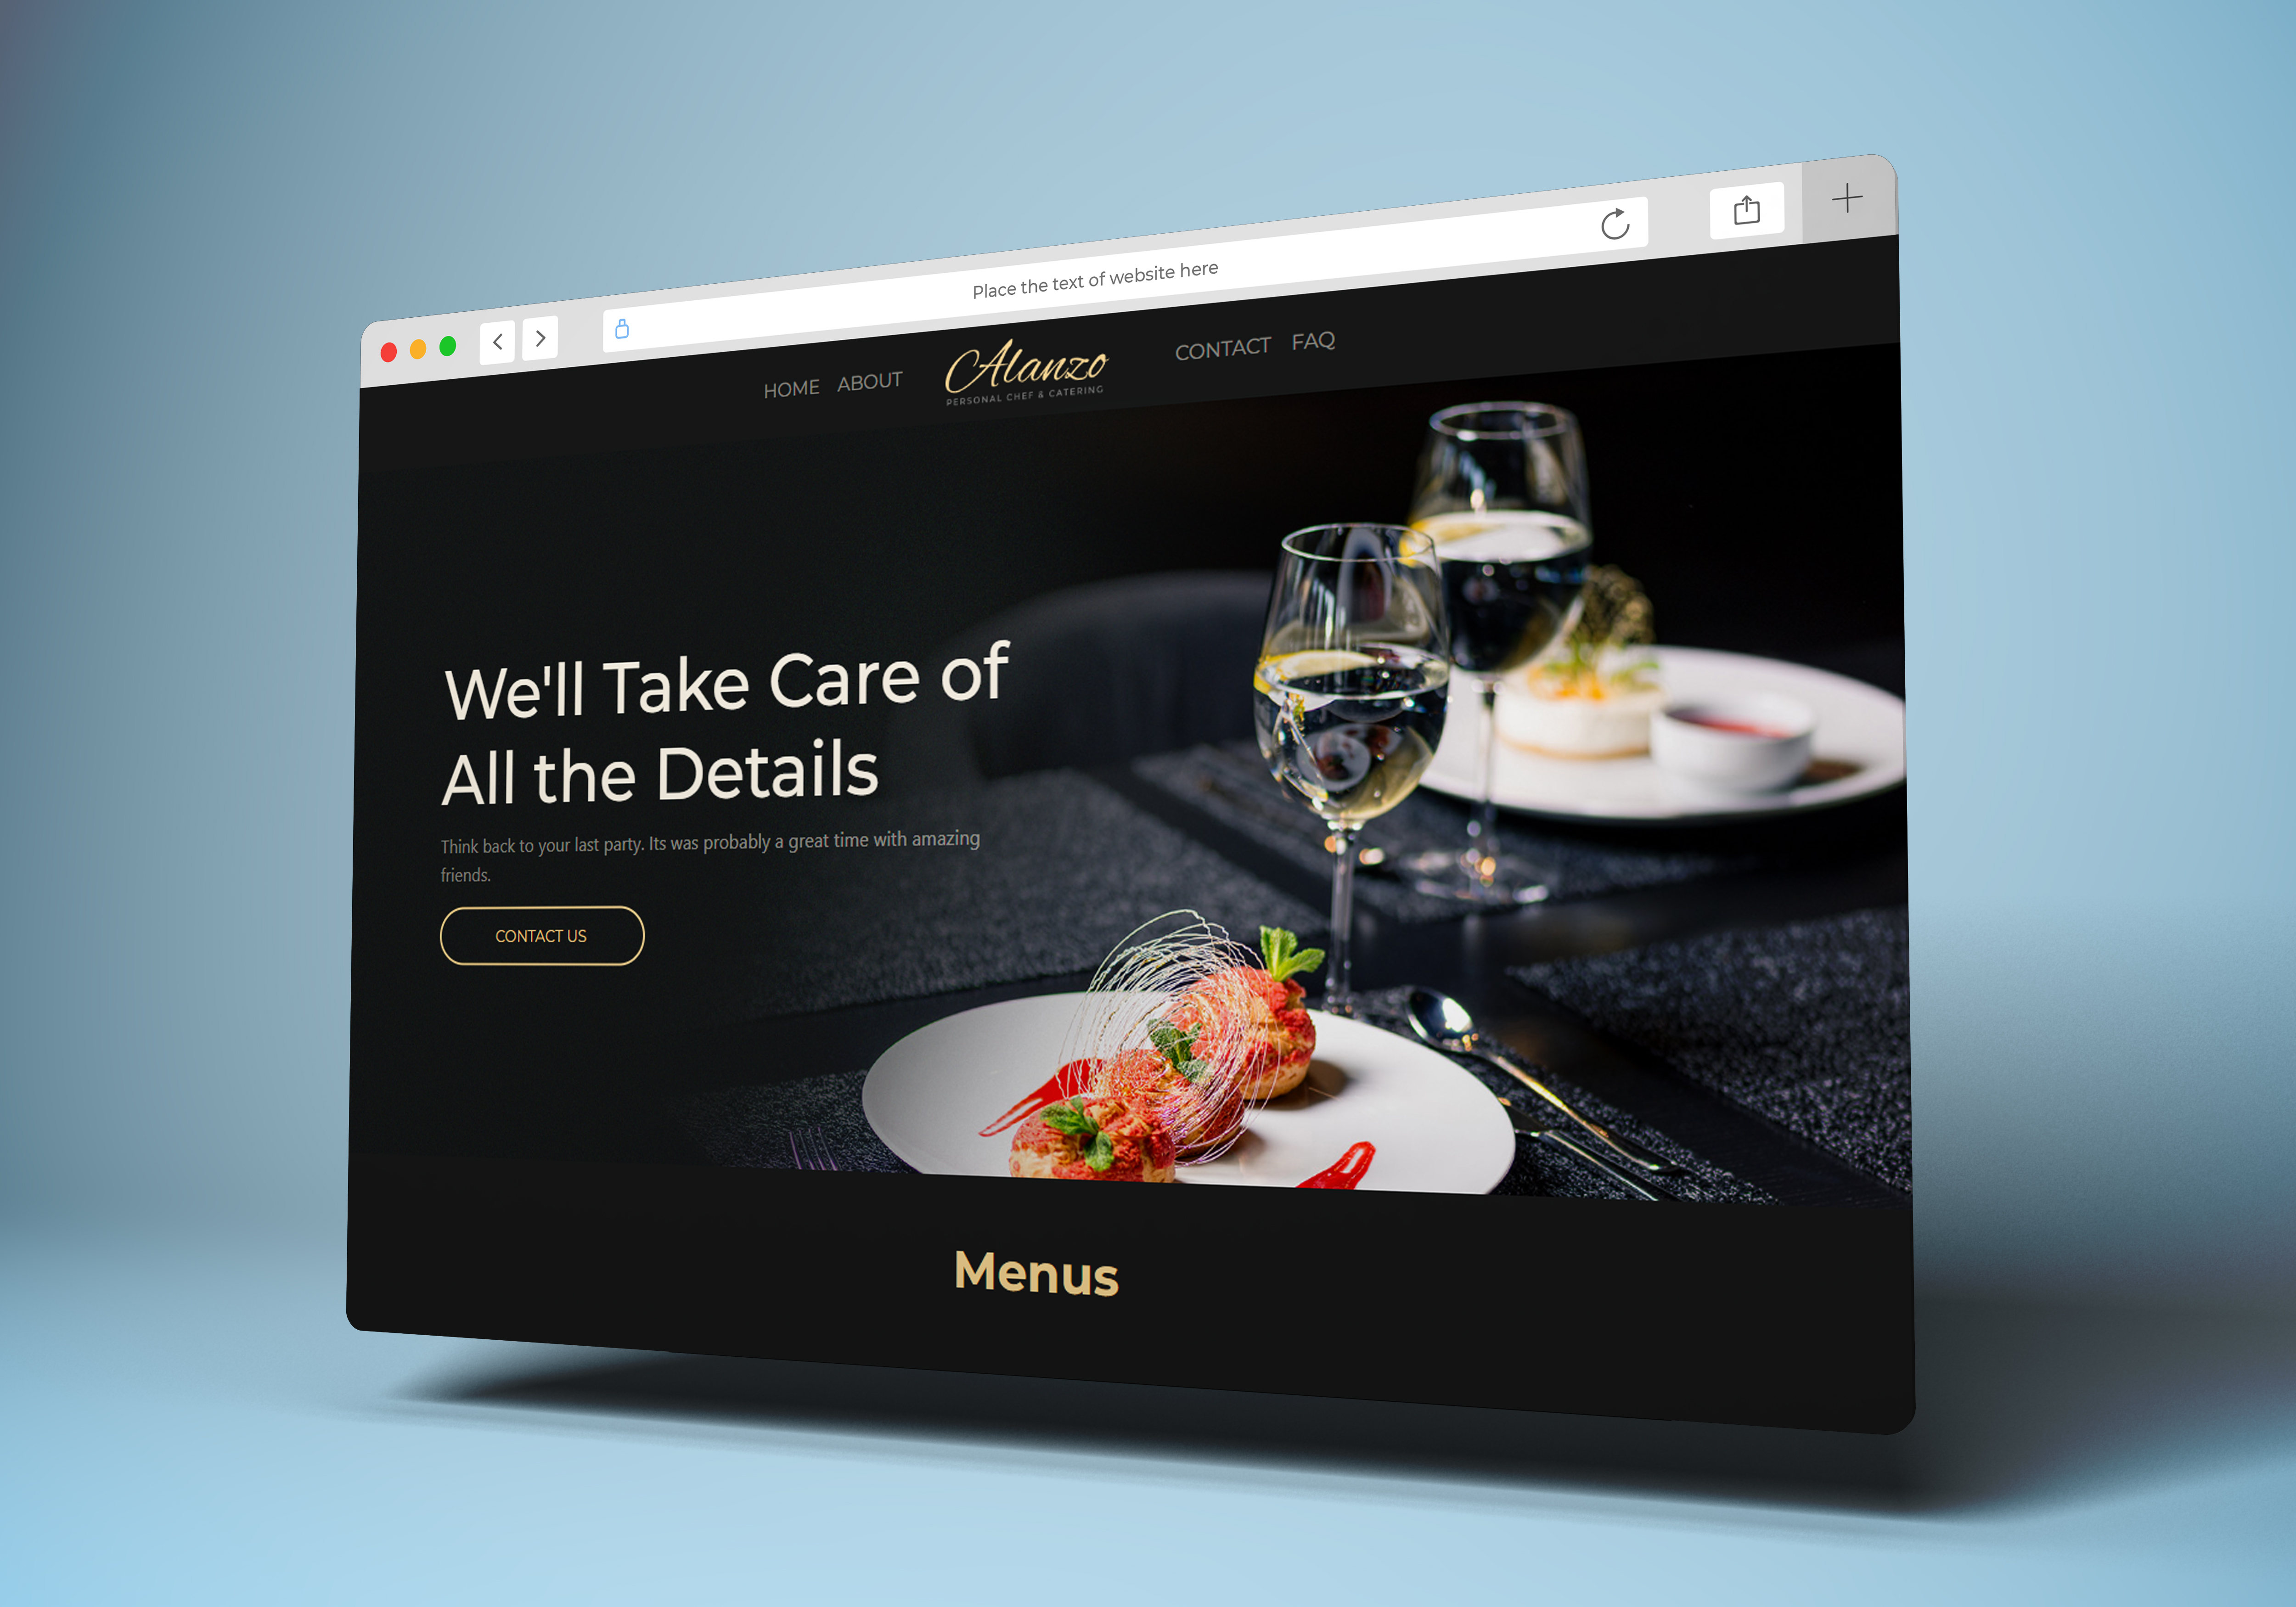 Place the text of website here
HOME ABOUT
Alanzo
PERSONAL CHEF & CATERING
CONTACT FAQ
We'll Take Care of
All the Details
Think back to your last party. Its was probably a great time with amazing
friends.
CONTACT US
Menus